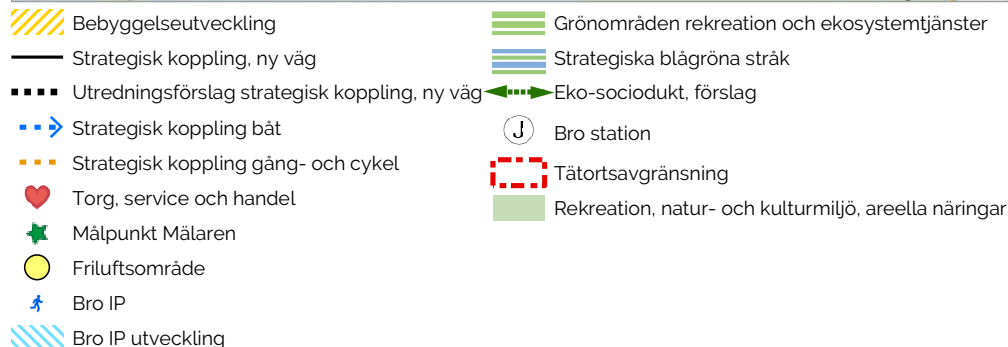 Bebyggelseutveckling
Strategisk koppling, ny väg
Utredningsförslag strategisk koppling, ny väg
Strategisk koppling båt
Strategisk koppling gång- och cykel
Torg, service och handel
Målpunkt Mälaren
Friluftsområde
Bro IP
Bro IP utveckling
Grönområden rekreation och ekosystemtjänster
Strategiska blågröna stråk
Eko-sociodukt, förslag
J Bro station
Tätortsavgränsning
Rekreation, natur- och kulturmiljö, areella näringar